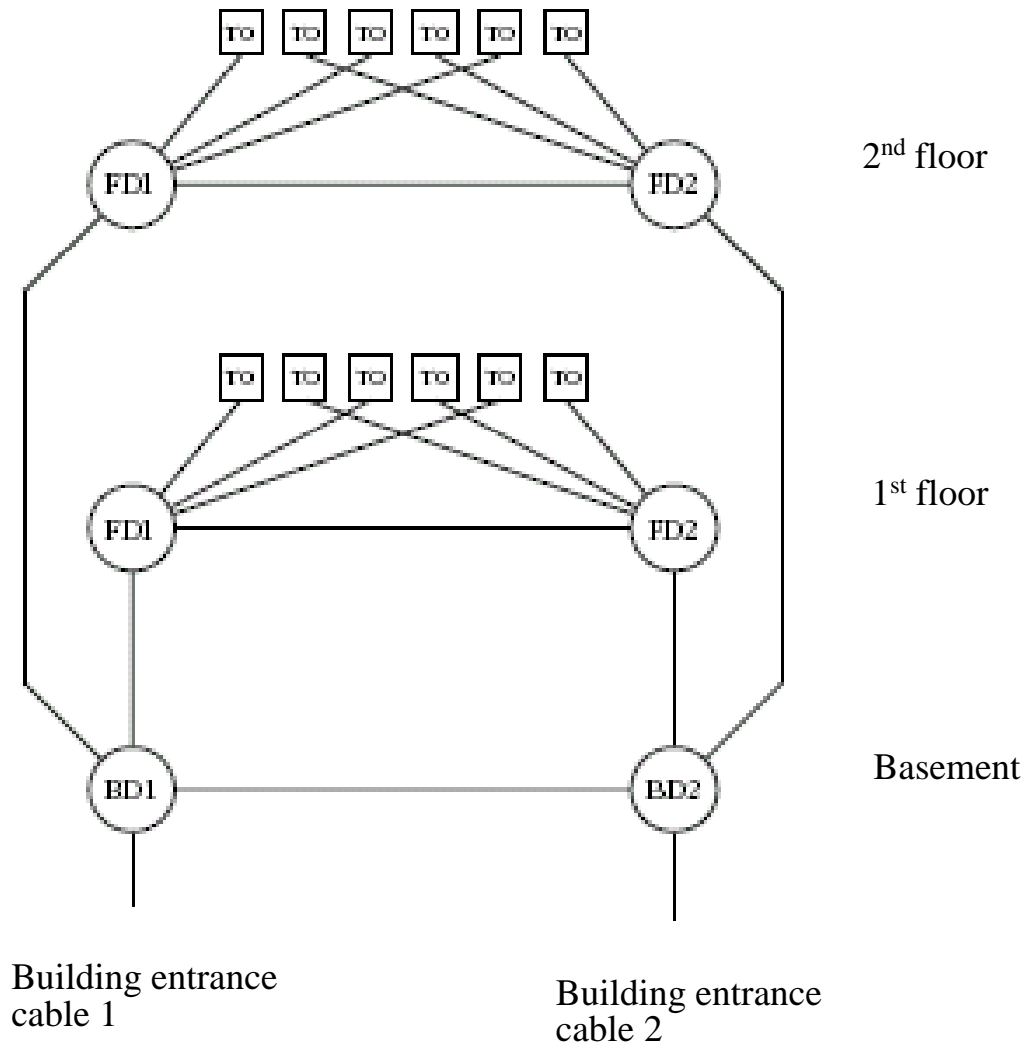 TO TO TO TO TO TO
FD1 FD2
2nd floor
TO TO TO TO TO TO
FD1 FD2
1st floor
BD1 BD2
Basement
Building entrance
cable 1
Building entrance
cable 2